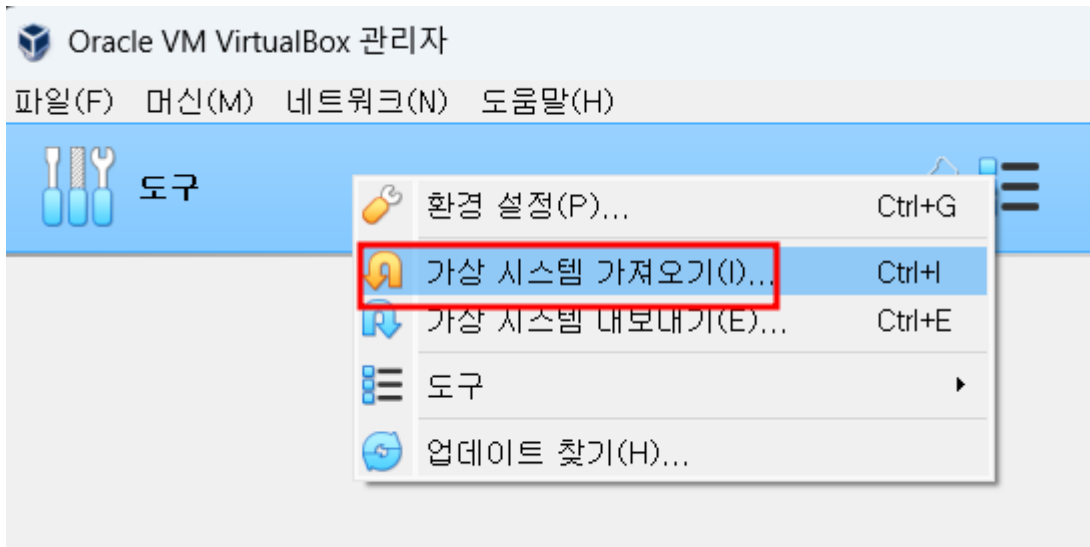 Oracle VM VirtualBox 관리자
파일(F) 머신(M) 네트워크(N) 도움말(H)
도구
환경 설정(P)... Ctrl+G
가상 시스템 가져오기(I)... Ctrl+I
가상 시스템 내보내기(E)... Ctrl+E
도구
업데이트 찾기(H)...